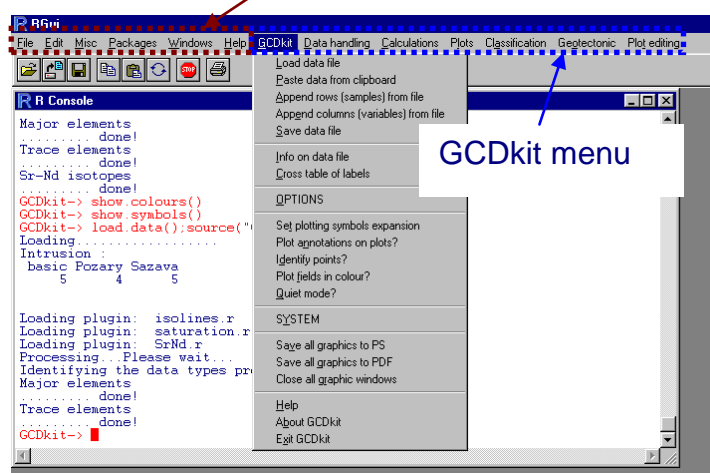 RGui
File Edit Misc Packages Windows Help GCDkit Data handling Calculations Plots Classification Geotectonic Plot editing
STOP
R Console
Major elements
......... done!
Trace elements
......... done!
Sr-Nd isotopes
......... done!
GCDkit-> show.colours()
GCDkit-> show.symbols()
GCDkit-> load.data();source("
Loading..................
Intrusion :
basic Pozary Sazava
5 4 5
Loading plugin: isolines.r
Loading plugin: saturation.r
Loading plugin: SrNd.r
Processing...Please wait...
Identifying the data types pr
Major elements
......... done!
Trace elements
......... done!
GCDkit->
Load data file
Paste data from clipboard
Append rows (samples) from file
Append columns (variables) from file
Save data file
Info on data file
Cross table of labels
OPTIONS
Set plotting symbols expansion
Plot annotations on plots?
Identify points?
Plot fields in colour?
Quiet mode?
SYSTEM
Save all graphics to PS
Save all graphics to PDF
Close all graphic windows
Help
About GCDkit
Exit GCDkit
GCDkit menu